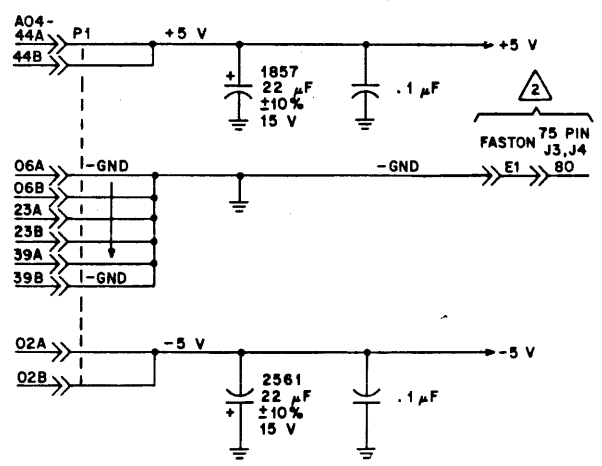 A04-
44A P1 +5 V
44B
+5 V
+ 1857
22 µF
±10%
15 V
.1 µF
2
FASTON 75 PIN
J3,J4
06A -GND
-GND E1 80
06B
23A
23B
39A
39B -GND
02A -5 V
-5 V
02B
2561
22 µF
+ ±10%
15 V
.1 µF